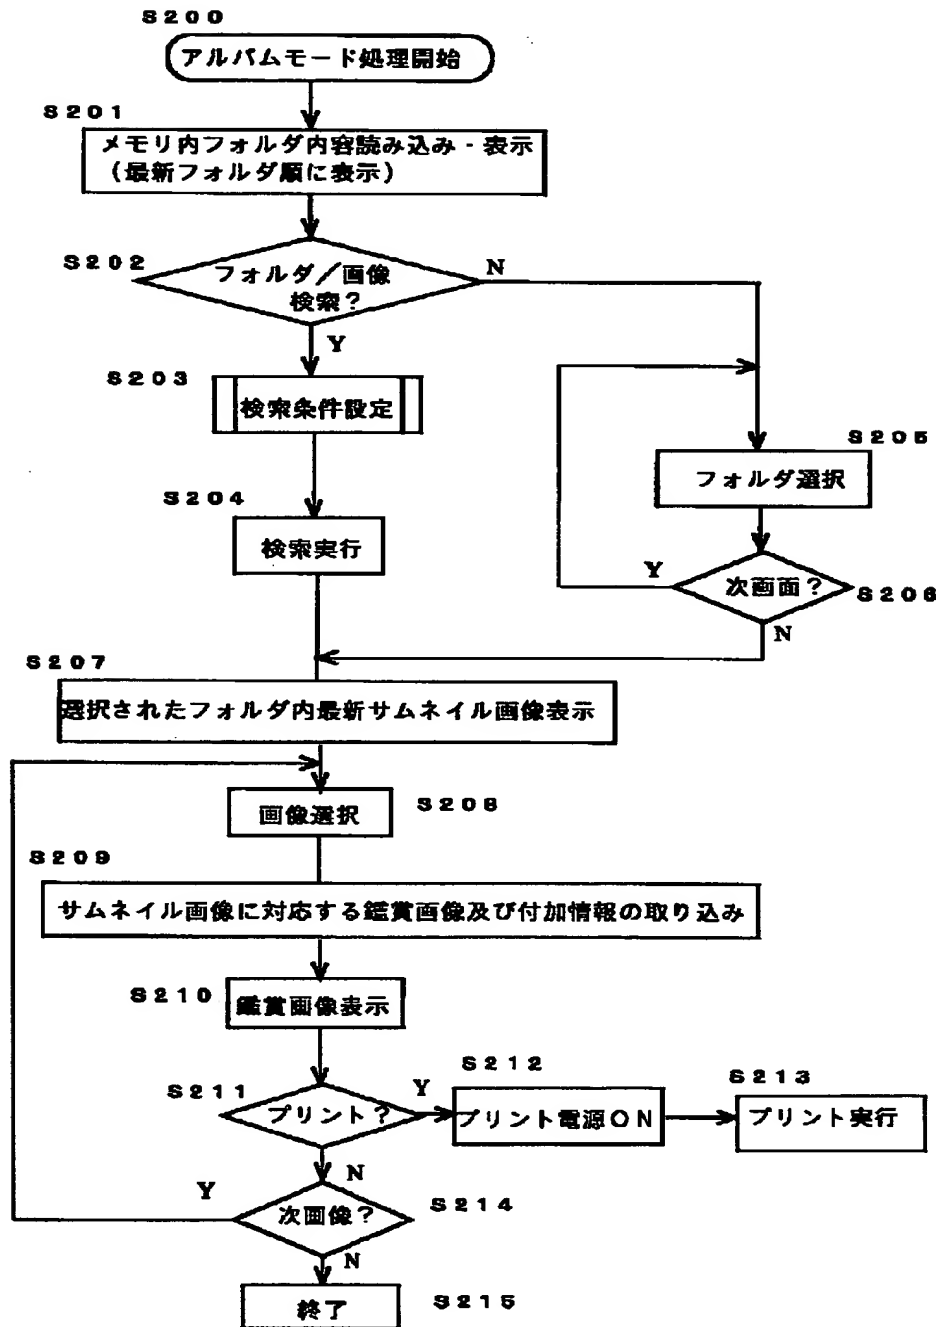 S200
アルバムモード処理開始
S201
メモリ内フォルダ内容読み込み・表示
(最新フォルダ順に表示)
S202
フォルダ/画像
検索?
N
Y
S203
検索条件設定
S205
フォルダ選択
S204
検索実行
Y
次画面?
S206
N
S207
選択されたフォルダ内最新サムネイル画像表示
画像選択
S208
S209
サムネイル画像に対応する鑑賞画像及び付加情報の取り込み
S210
鑑賞画像表示
S211
プリント?
Y
S212
プリント電源ON
S213
プリント実行
N
Y
次画像?
S214
N
終了
S215